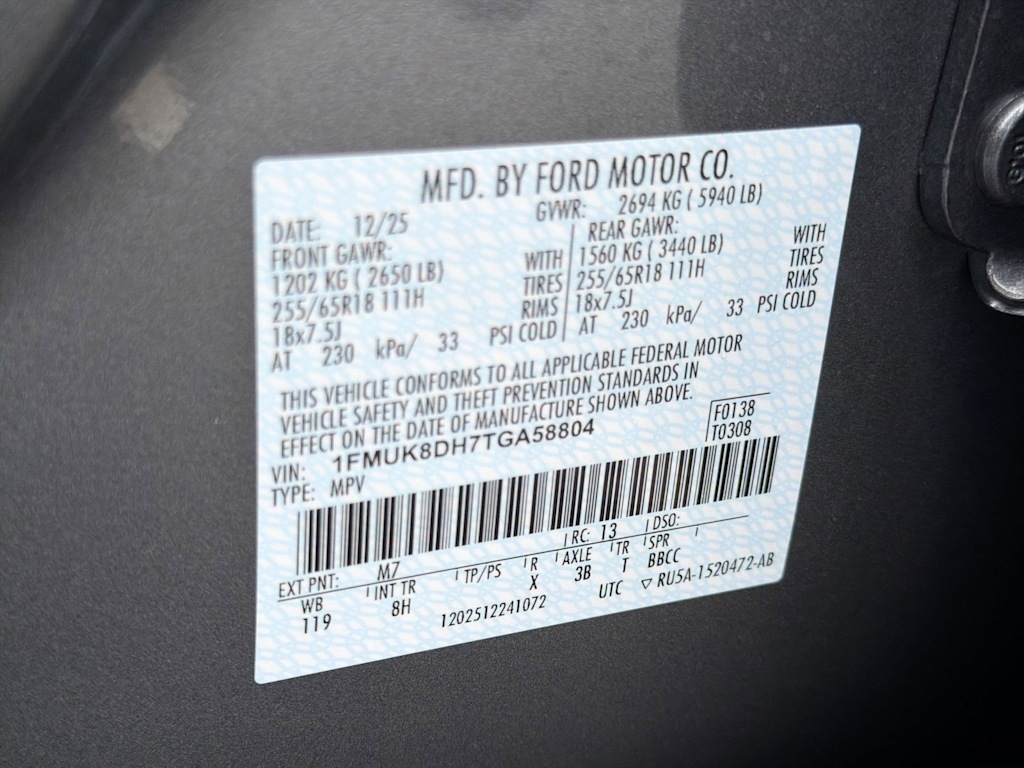 MFD. BY FORD MOTOR CO.
DATE: 12/25 GVWR: 2694 KG ( 5940 LB)
FRONT GAWR: REAR GAWR:
1202 KG ( 2650 LB) WITH 1560 KG ( 3440 LB) WITH
255/65R18 111H TIRES 255/65R18 111H TIRES
18x7.5J RIMS 18x7.5J RIMS
AT 230 kPa/ 33 PSI COLD AT 230 kPa/ 33 PSI COLD
THIS VEHICLE CONFORMS TO ALL APPLICABLE FEDERAL MOTOR
VEHICLE SAFETY AND THEFT PREVENTION STANDARDS IN
EFFECT ON THE DATE OF MANUFACTURE SHOWN ABOVE.
VIN: 1FMUK8DH7TGA58804 F0138
TYPE: MPV T0308
EXT PNT: M7 RC: 13 DSO:
WB INT TR TP/PS R AXLE TR SPR
119 8H X 3B T BBCC
1202512241072 UTC ▽ RU5A-1520472-AB